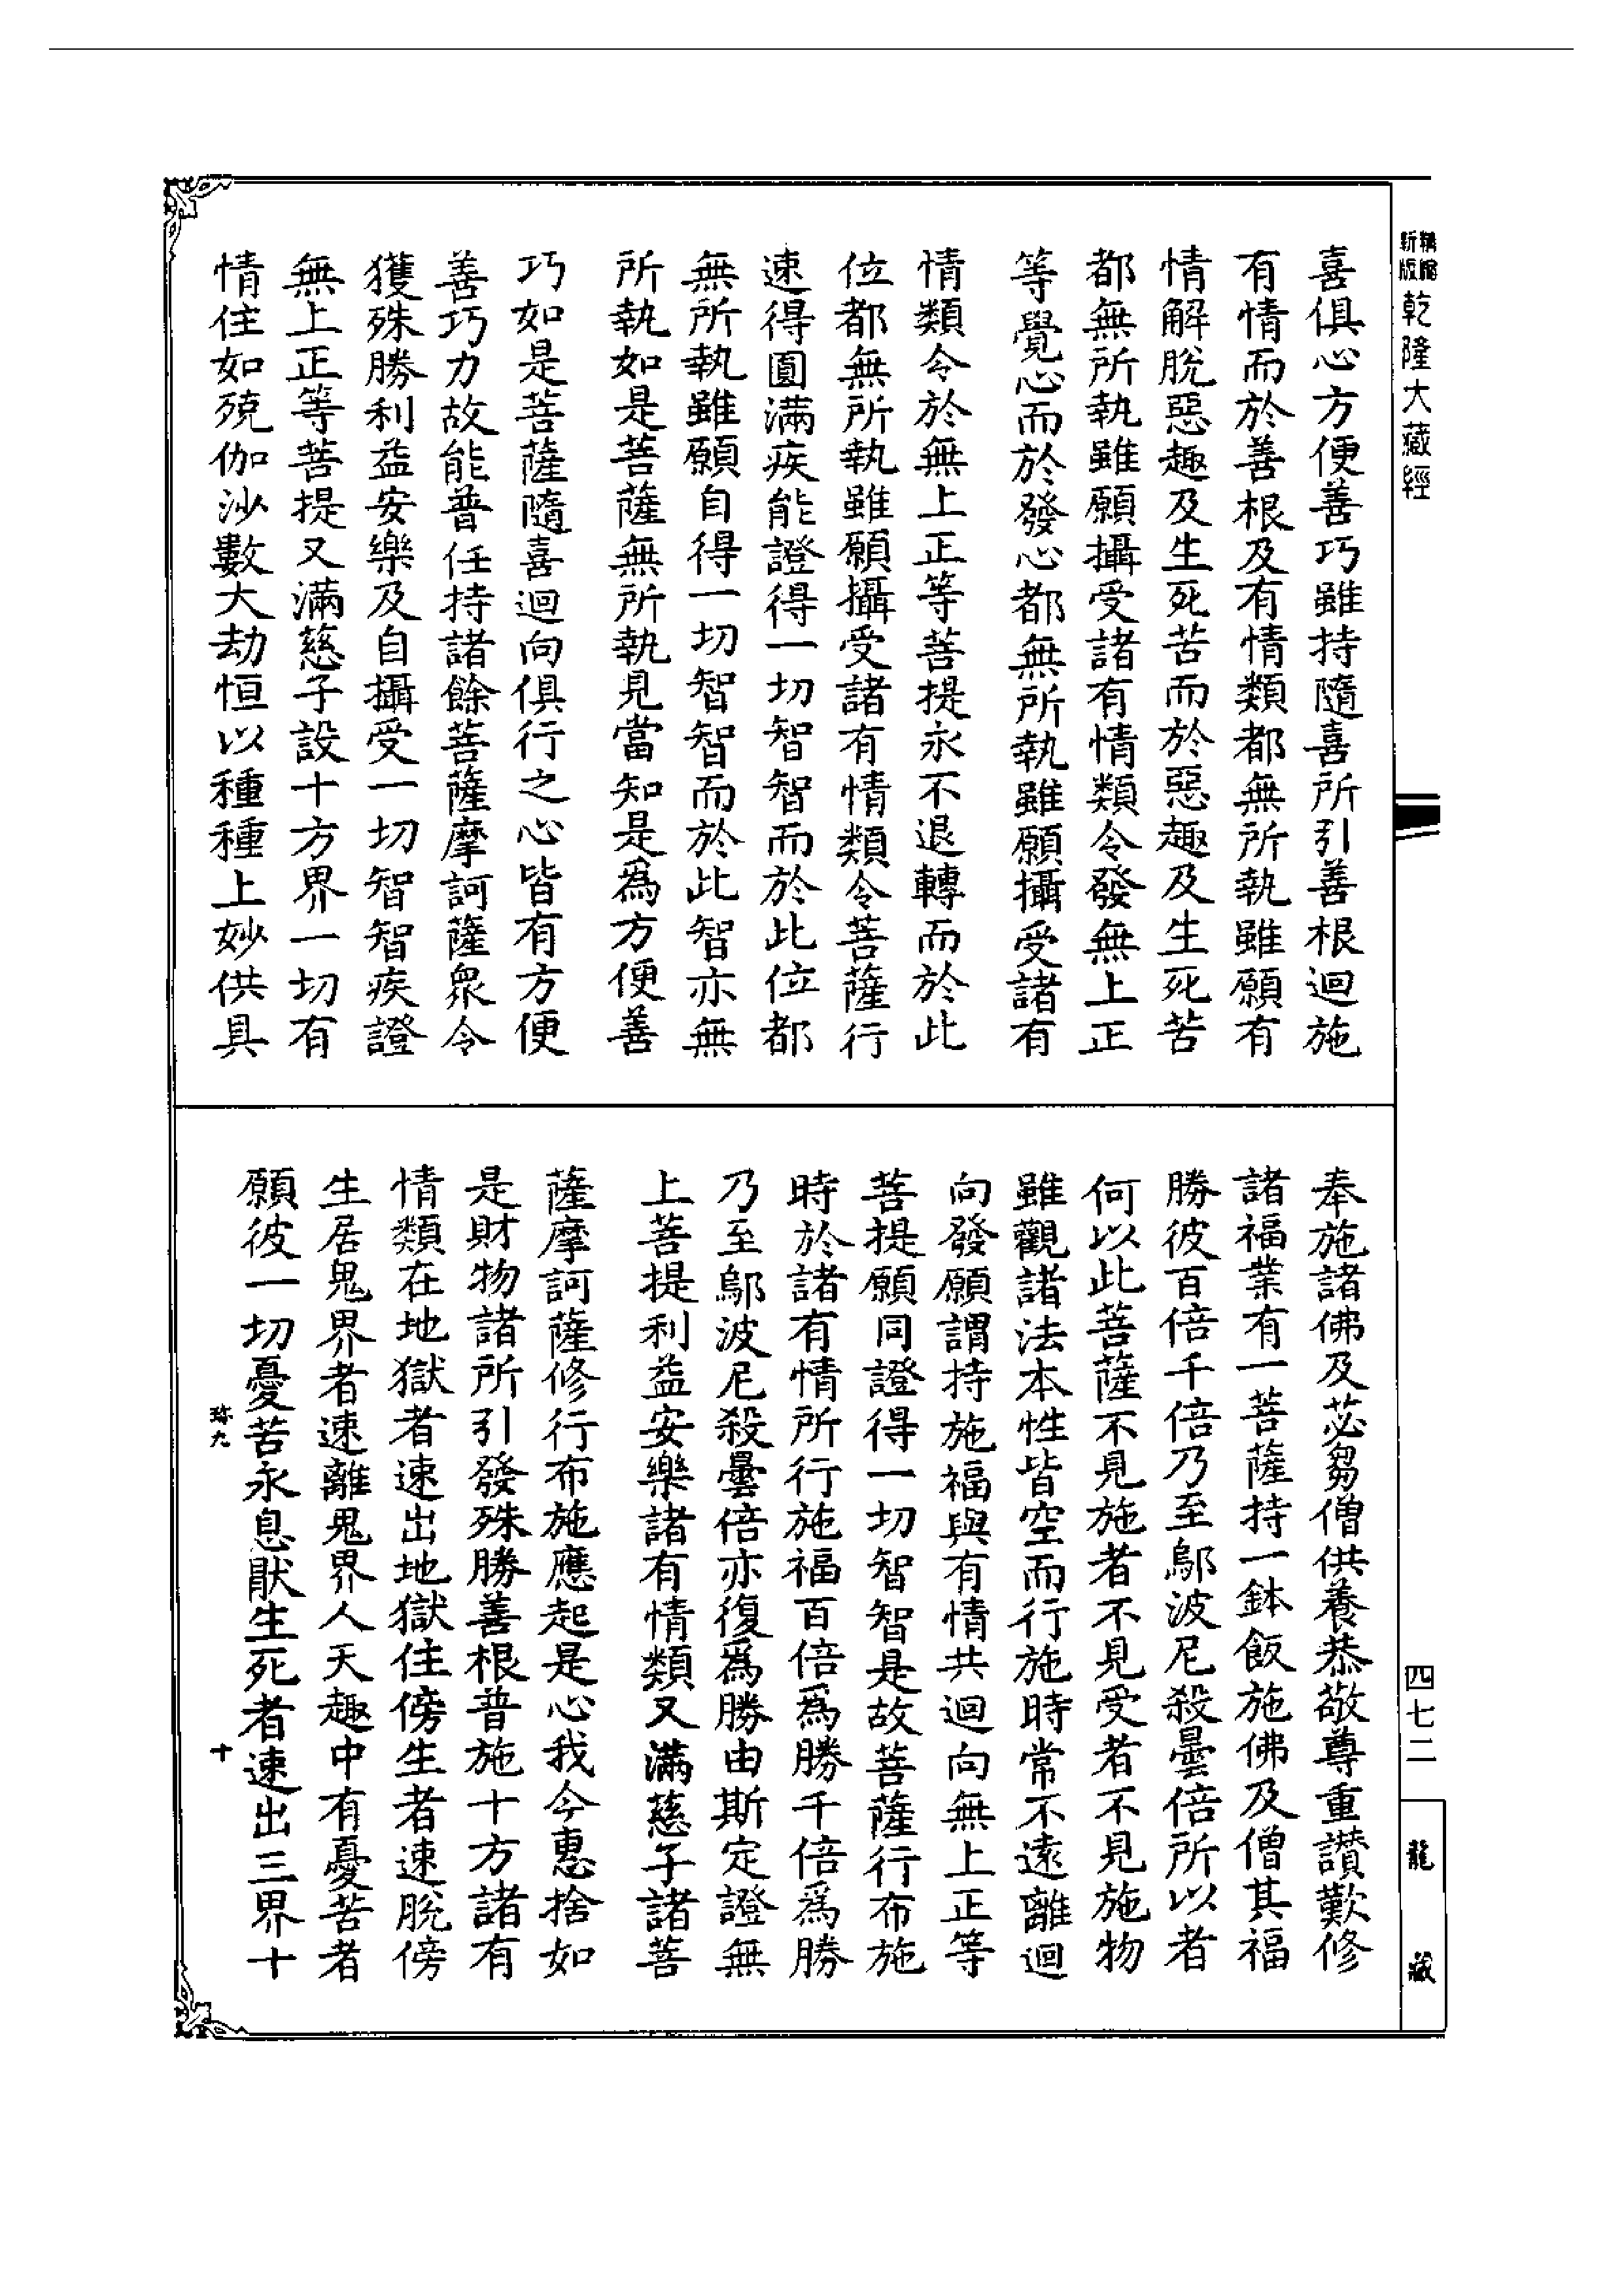 新版精縮乾隆大藏經
喜俱心方便善巧雖持隨喜所引善根迴施
有情而於善根及有情類都無所執雖願有
情解脫惡趣及生死苦而於惡趣及生死苦
都無所執雖願攝受諸有情類令發無上正
等覺心而於發心都無所執雖願攝受諸有
情類令於無上正等菩提永不退轉而於此
位都無所執雖願攝受諸有情類令菩薩行
速得圓滿疾能證得一切智智而於此位都
無所執雖願自得一切智智而於此智亦無
所執如是菩薩無所執見當知是為方便善
巧如是菩薩隨喜迴向俱行之心皆有方便
善巧力故能普任持諸餘菩薩摩訶薩眾令
獲殊勝利益安樂及自攝受一切智智疾證
無上正等菩提又滿慈子設十方界一切有
情住如殑伽沙數大劫恒以種種上妙供具
奉施諸佛及苾芻僧供養恭敬尊重讚歎修
諸福業有一菩薩持一鉢飯施佛及僧其福
勝彼百倍千倍乃至鄔波尼殺曇倍所以者
何以此菩薩不見施者不見受者不見施物
雖觀諸法本性皆空而行施時常不遠離迴
向發願謂持施福與有情共迴向無上正等
菩提願同證得一切智智是故菩薩行布施
時於諸有情所行施福百倍爲勝千倍爲勝
乃至鄔波尼殺曇倍亦復爲勝由斯定證無
上菩提利益安樂諸有情類又滿慈子諸菩
薩摩訶薩修行布施應起是心我今惠捨如
是財物諸所引發殊勝善根普施十方諸有
情類在地獄者速出地獄住傍生者速脫傍
生居鬼界者速離鬼界人天趣中有憂苦者
願彼一切憂苦永息猒生死者速出三界十
珎九
十
四七二
龍藏